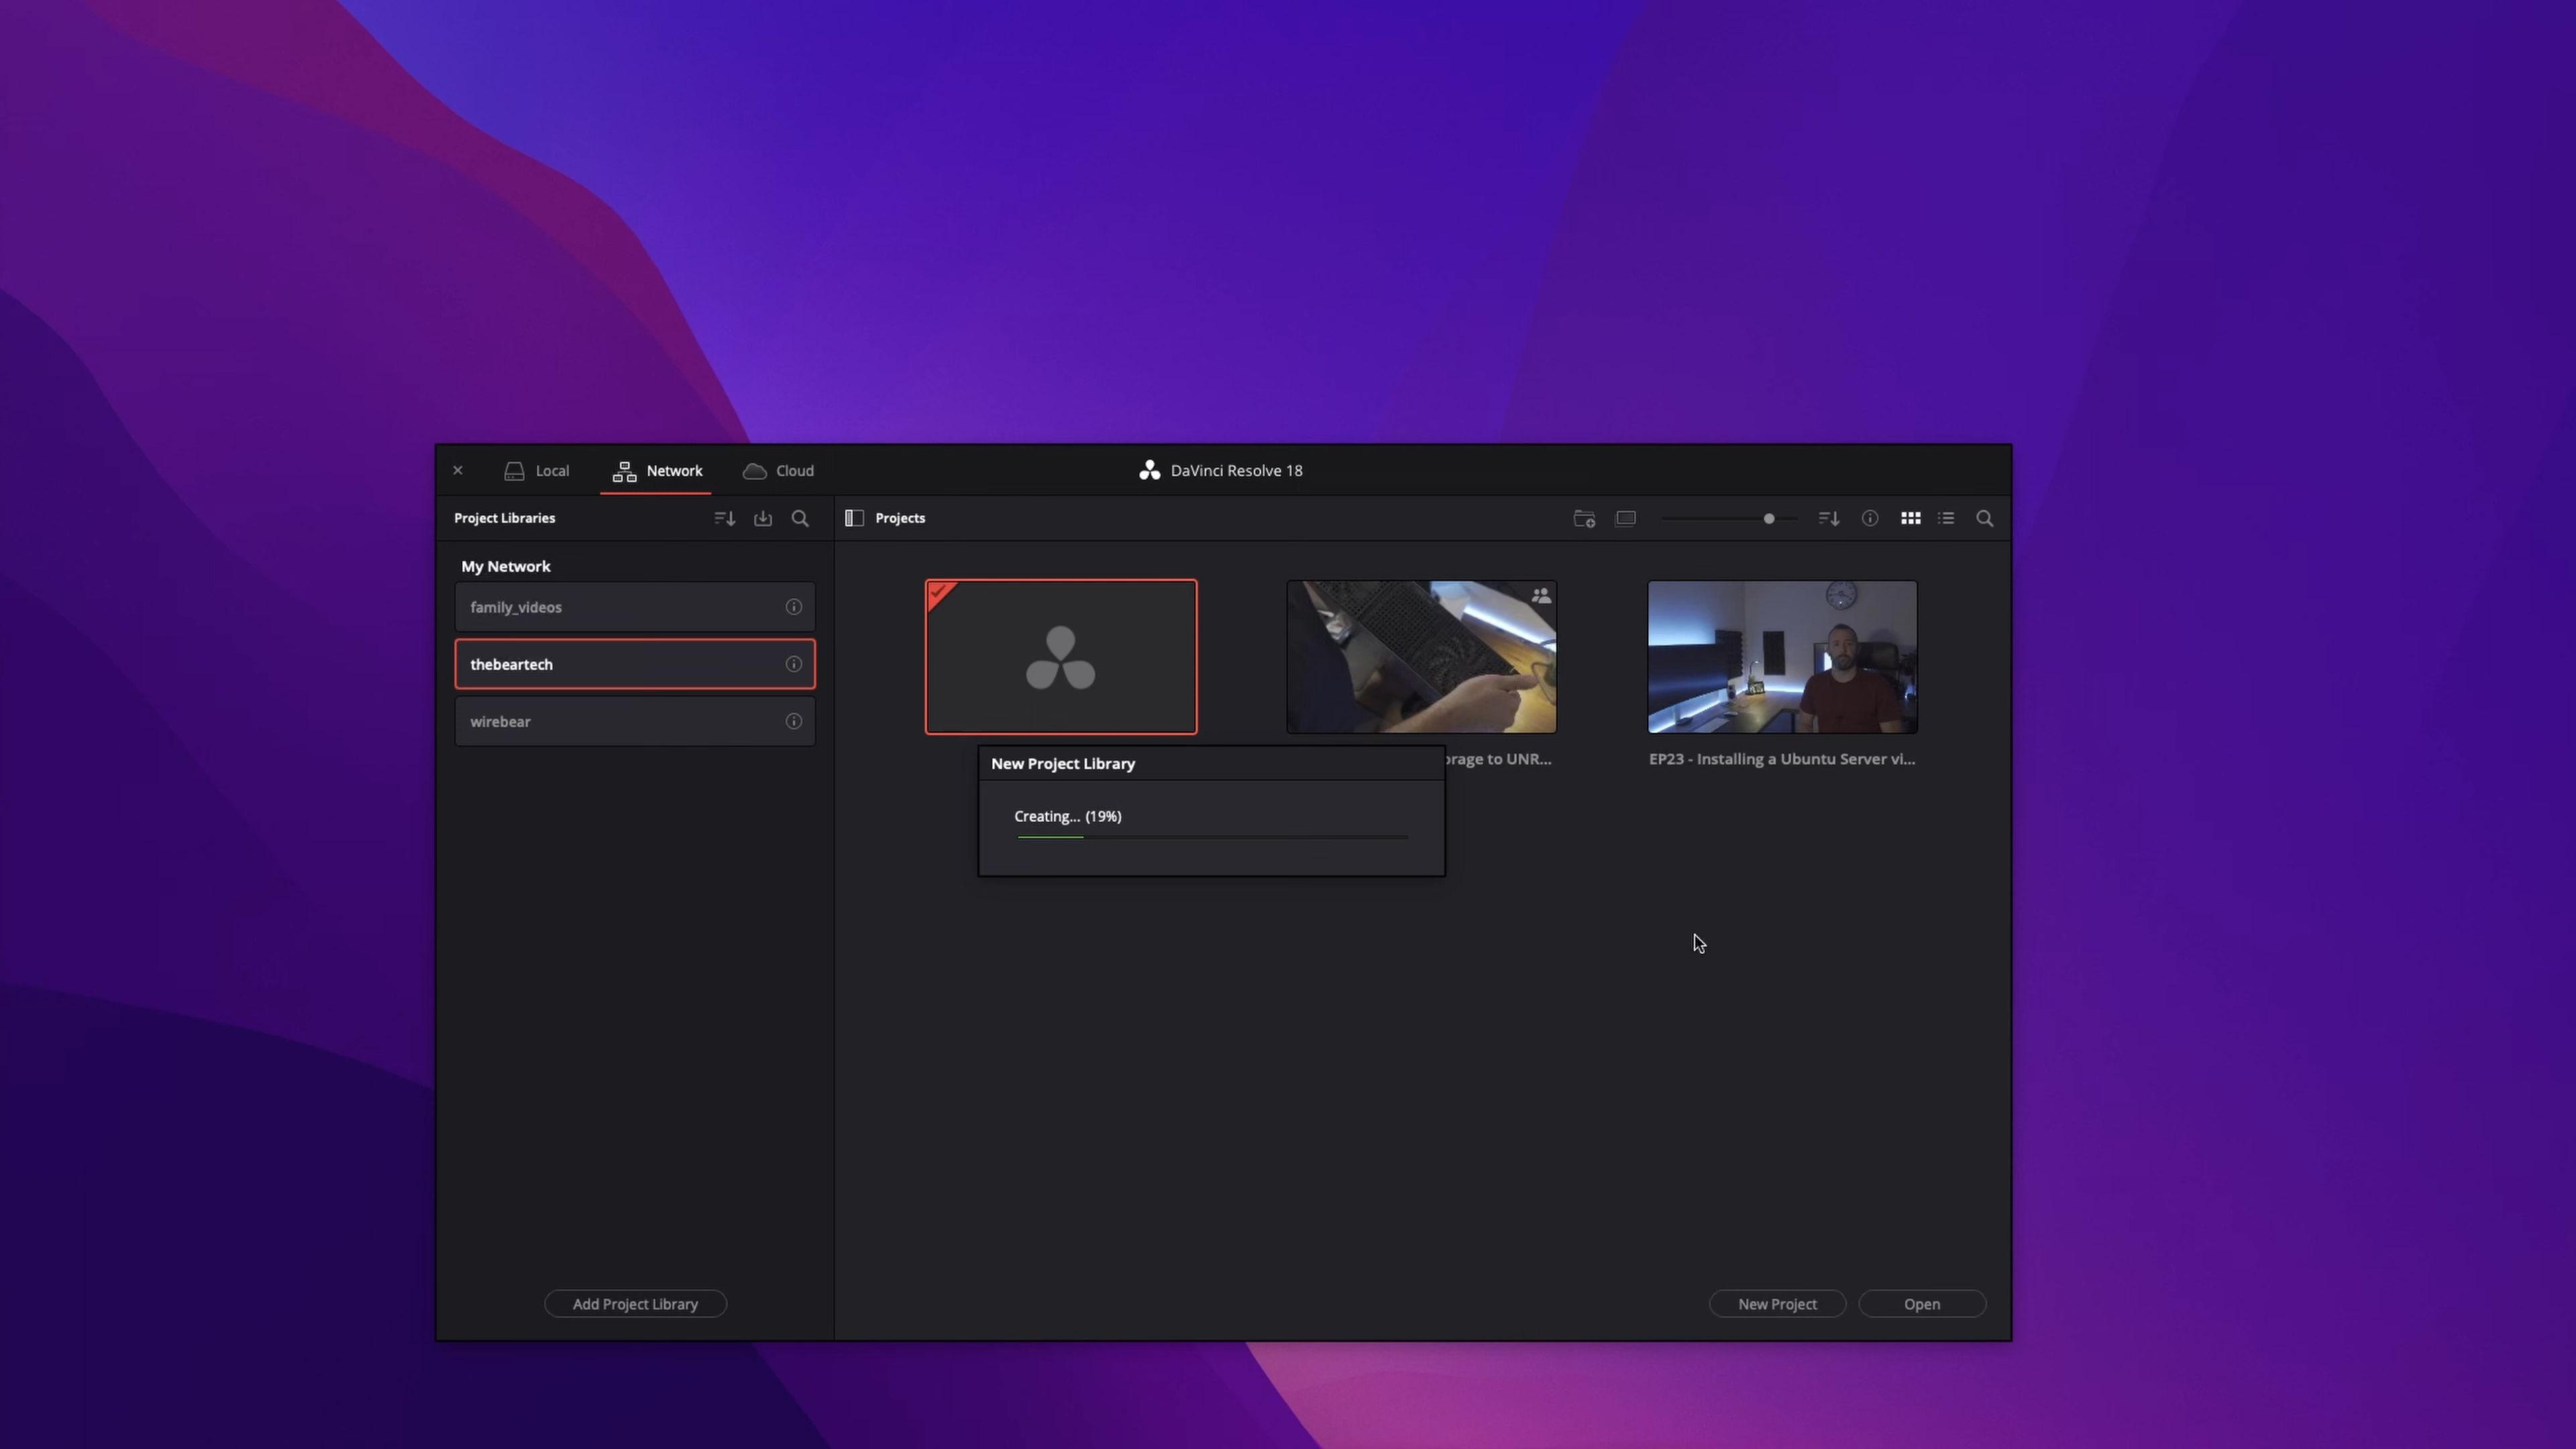 Local
Network
Cloud
DaVinci Resolve 18
Project Libraries
Projects
My Network
family_videos
thebeartech
wirebear
New Project Library
Creating... (19%)
to UNR...
EP23 - Installing a Ubuntu Server vi...
Add Project Library
New Project
Open